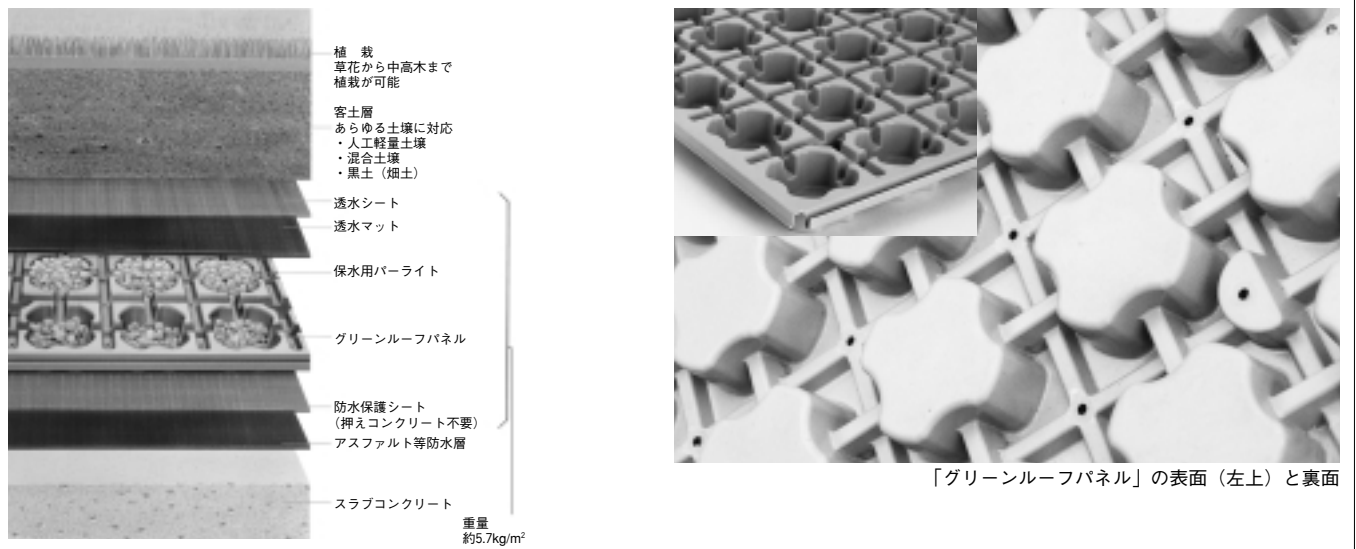 植　栽
草花から中高木まで
植栽が可能
客土層
あらゆる土壌に対応
・人工軽量土壌
・混合土壌
・黒土（畑土）
透水シート
透水マット
保水用パーライト
グリーンルーフパネル
防水保護シート
（押えコンクリート不要）
アスファルト等防水層
スラブコンクリート
重量
約5.7kg/m²
「グリーンルーフパネル」の表面（左上）と裏面